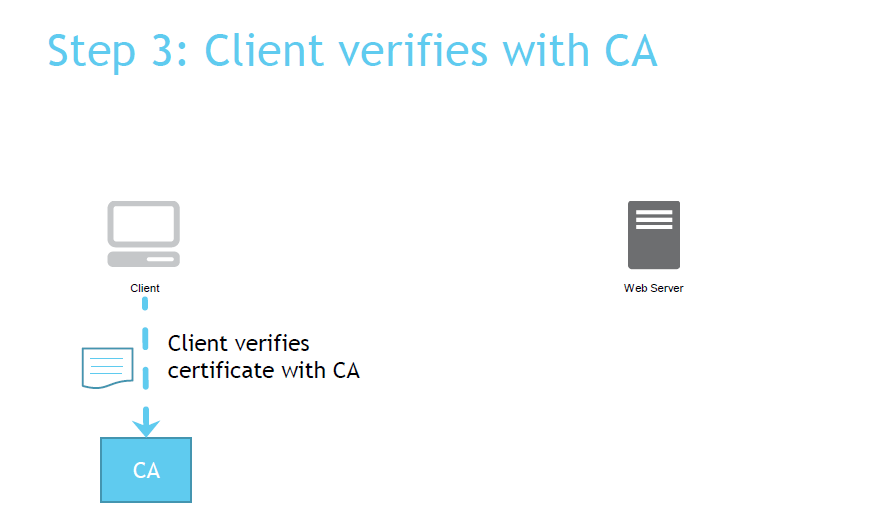 Step 3: Client verifies with CA
Client
Web Server
Client verifies
certificate with CA
CA